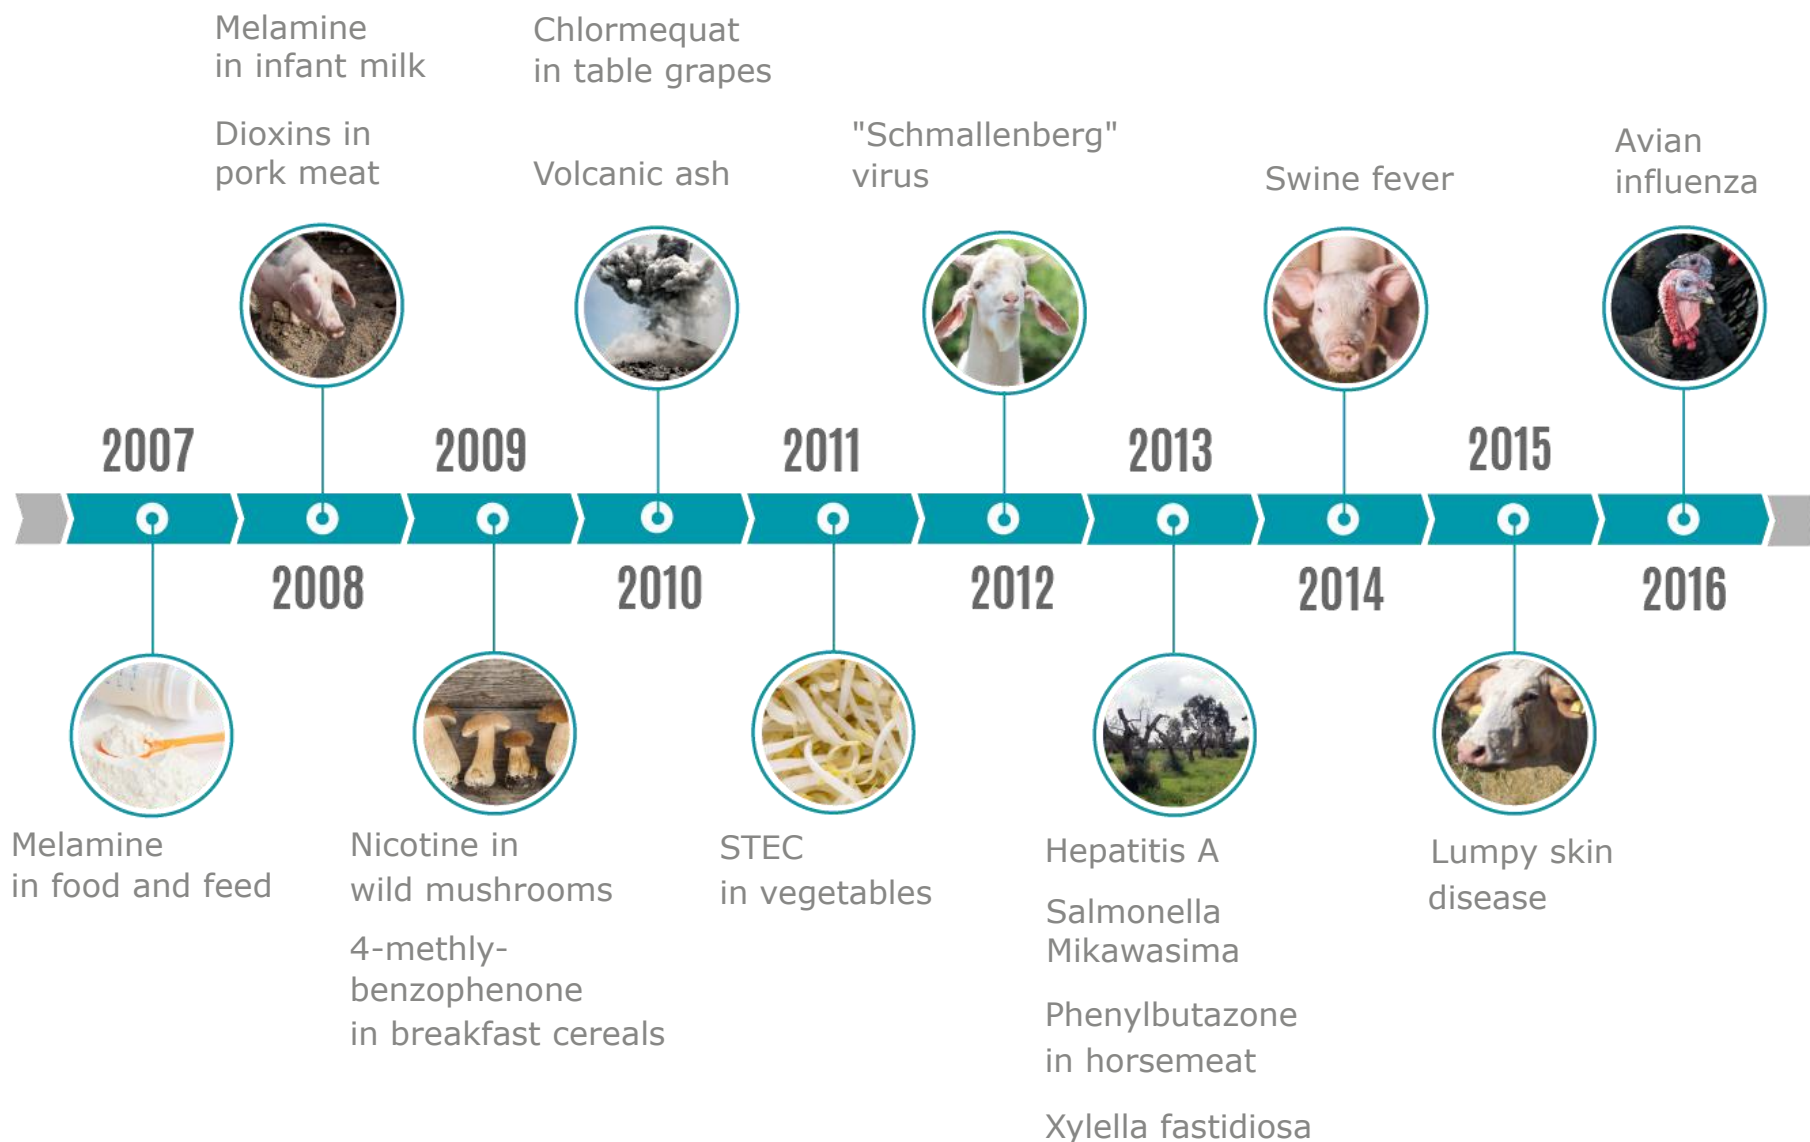 Melamine
in infant milk
Dioxins in
pork meat
Chlormequat
in table grapes
Volcanic ash
"Schmallenberg"
virus
Swine fever
Avian
influenza
2007
2009
2011
2013
2015
2008
2010
2012
2014
2016
Melamine
in food and feed
Nicotine in
wild mushrooms
4-methly-
benzophenone
in breakfast cereals
STEC
in vegetables
Hepatitis A
Salmonella
Mikawasima
Phenylbutazone
in horsemeat
Xylella fastidiosa
Lumpy skin
disease